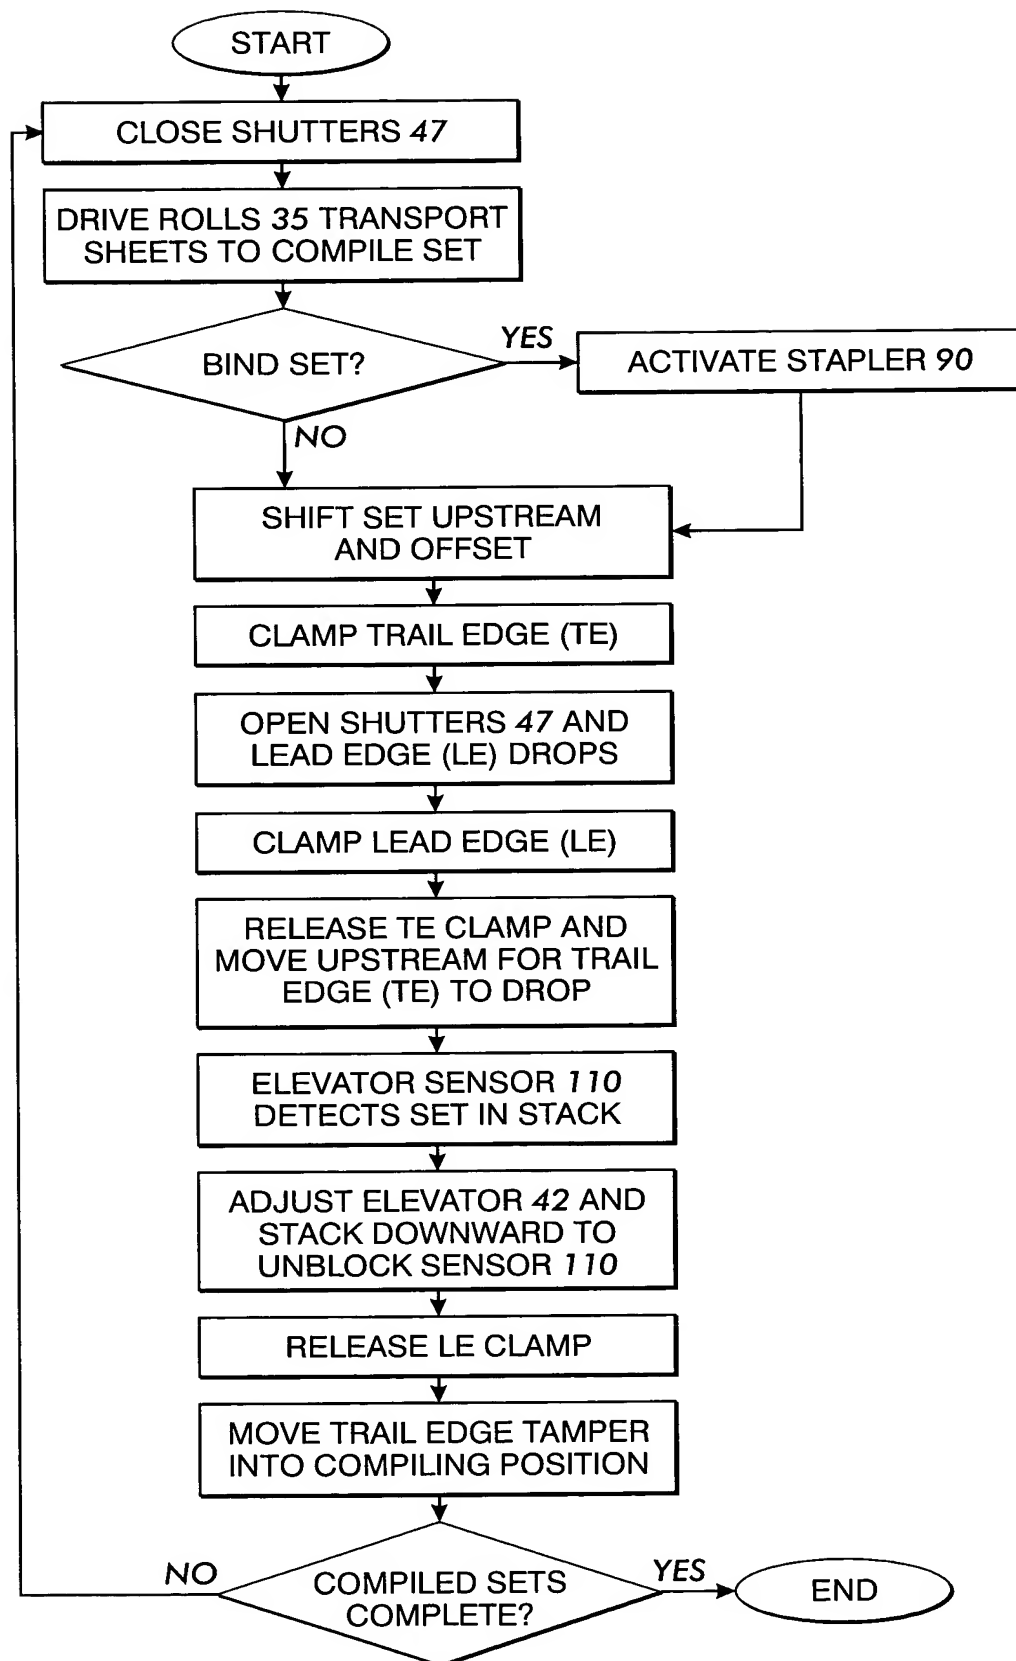 START
CLOSE SHUTTERS 47
DRIVE ROLLS 35 TRANSPORT
SHEETS TO COMPILE SET
BIND SET?
YES
ACTIVATE STAPLER 90
NO
SHIFT SET UPSTREAM
AND OFFSET
CLAMP TRAIL EDGE (TE)
OPEN SHUTTERS 47 AND
LEAD EDGE (LE) DROPS
CLAMP LEAD EDGE (LE)
RELEASE TE CLAMP AND
MOVE UPSTREAM FOR TRAIL
EDGE (TE) TO DROP
ELEVATOR SENSOR 110
DETECTS SET IN STACK
ADJUST ELEVATOR 42 AND
STACK DOWNWARD TO
UNBLOCK SENSOR 110
RELEASE LE CLAMP
MOVE TRAIL EDGE TAMPER
INTO COMPILING POSITION
NO
COMPILED SETS
COMPLETE?
YES
END